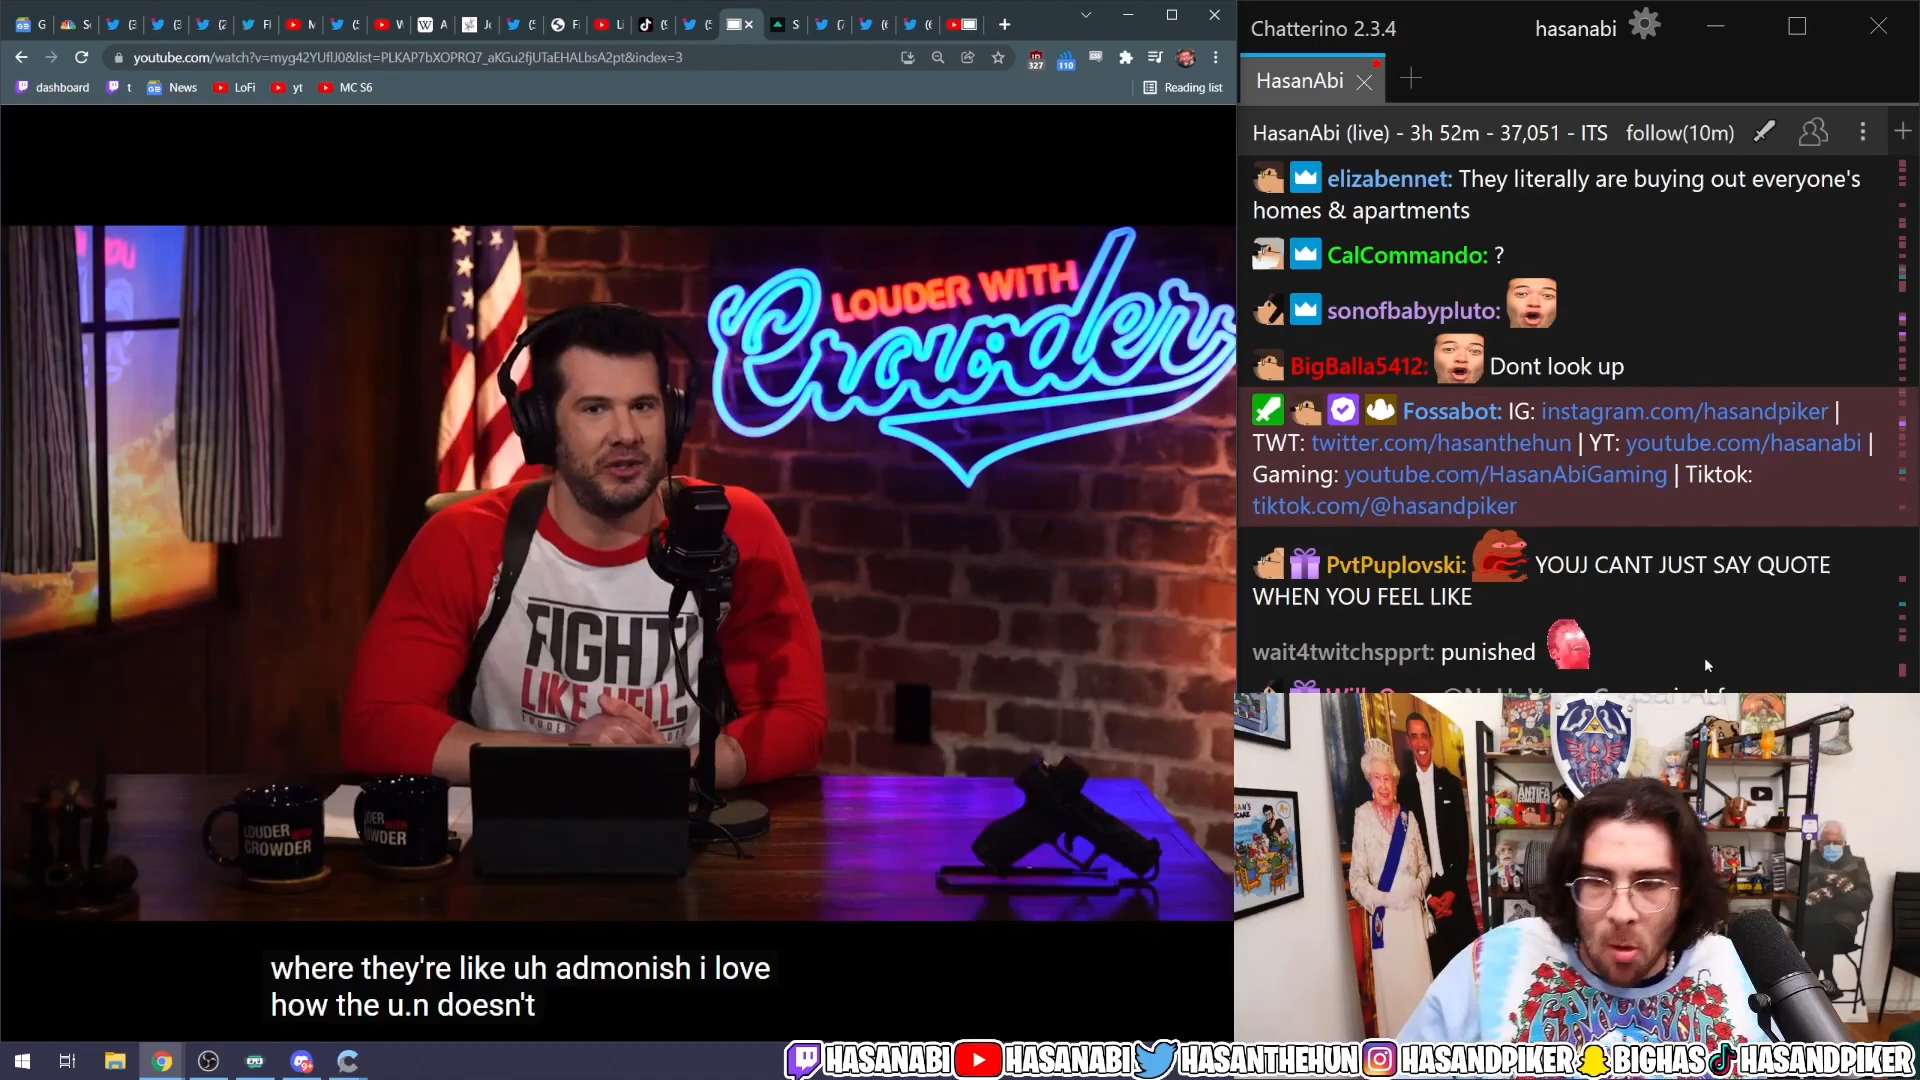 youtube.com/watch?v=myg42YUflJ0&list=PLKAP7bXOPRQ7_aKGu2fjUTaEHALbsA2pt&index=3
327
110
dashboard
t
News
LoFi
yt
MC S6
Reading list
LOUDER WITH
Crowder
FIGHT!
LIKE HELL!
LOUDER WITH
CROWDER
where they're like uh admonish i love
how the u.n doesn't
Chatterino 2.3.4
hasanabi
HasanAbi
HasanAbi (live) - 3h 52m - 37,051 - ITS
follow(10m)
elizabennet: They literally are buying out everyone's
homes & apartments
CalCommando: ?
sonofbabypluto:
BigBalla5412: Dont look up
Fossabot: IG: instagram.com/hasandpiker |
TWT: twitter.com/hasanthehun | YT: youtube.com/hasanabi |
Gaming: youtube.com/HasanAbiGaming | Tiktok:
tiktok.com/@hasandpiker
PvtPuplovski: YOUJ CANT JUST SAY QUOTE
WHEN YOU FEEL LIKE
wait4twitchspprt: punished
ANTIFA
HASANABI
HASANABI
HASANTHEHUN
HASANDPIKER
BIGHAS
HASANDPIKER